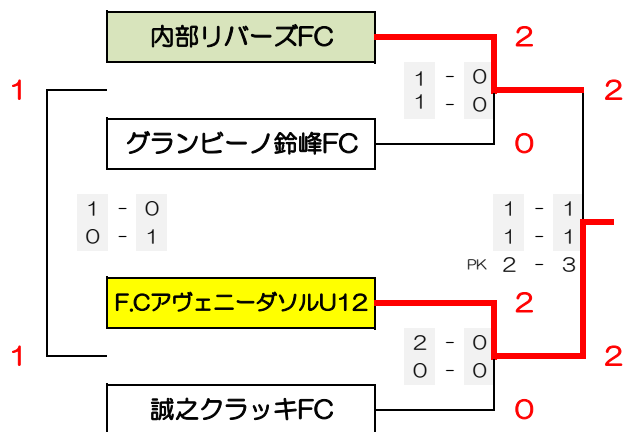 内部リバーズFC 2
1 1 - 0 2
1 - 0
グランビーノ鈴峰FC 0
1 - 0 1 - 1
0 - 1 1 - 1
PK 2 - 3
F.CアヴェニーダソルU12 2
1 2 - 0 2
0 - 0
誠之クラッキFC 0